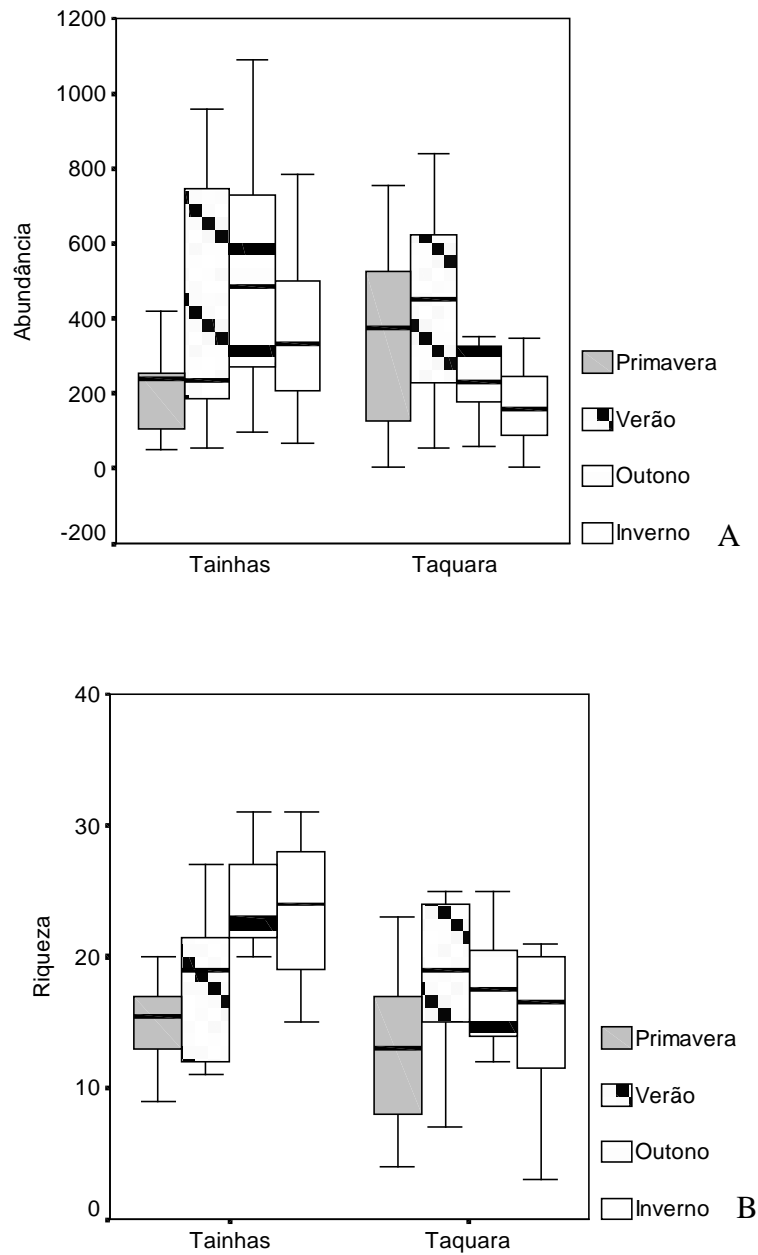 1200
1000
800
600
400
200
0
-200
Abundância
Tainhas
Taquara
Primavera
Verão
Outono
Inverno
A
40
30
20
10
0
Riqueza
Tainhas
Taquara
Primavera
Verão
Outono
Inverno
B